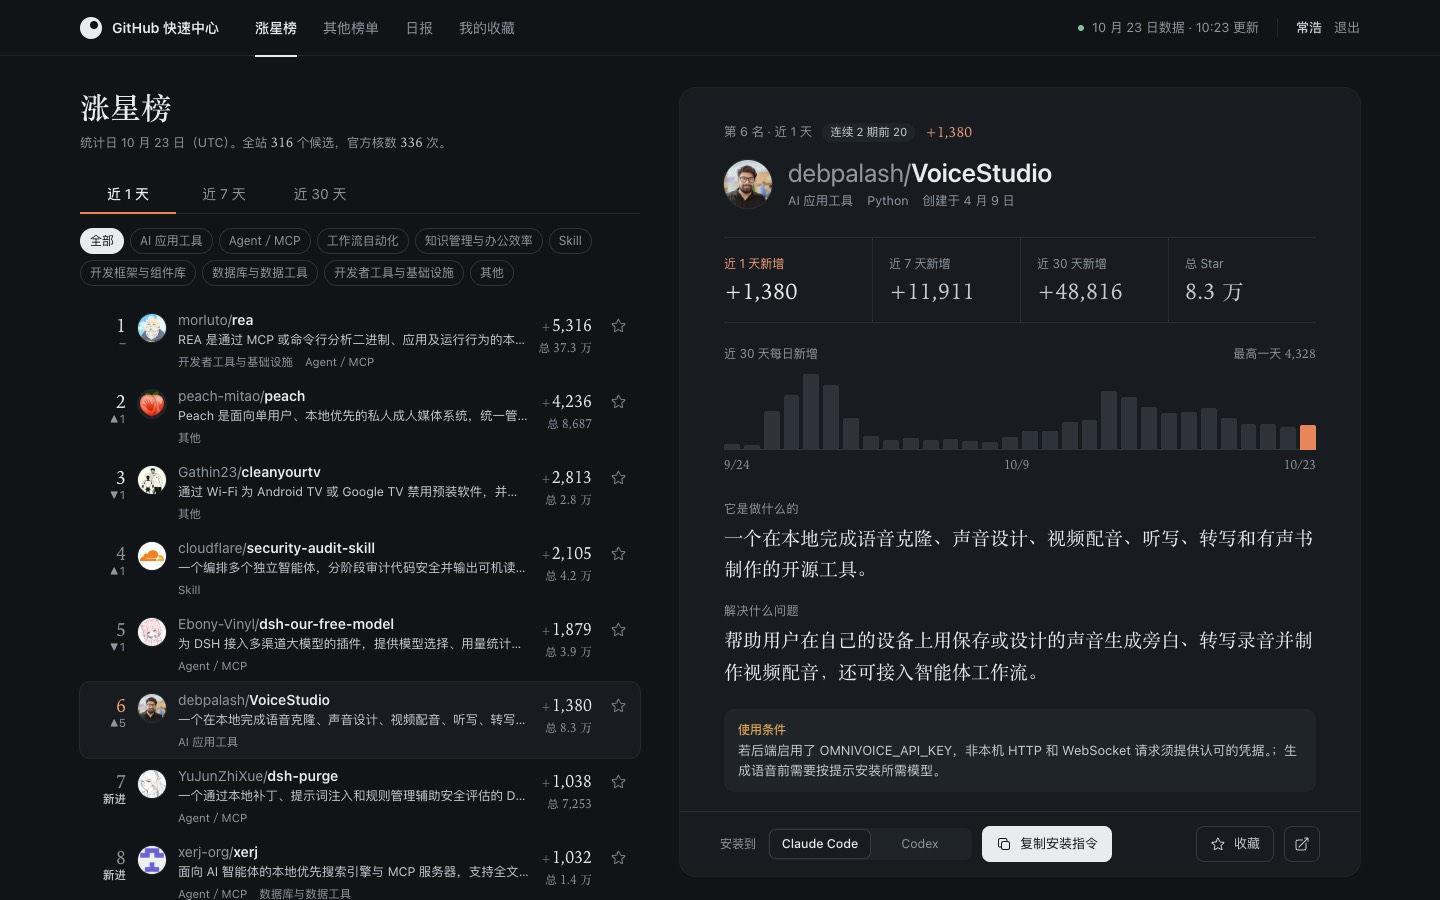 GitHub 快速中心
涨星榜
其他榜单
日报
我的收藏
10 月 23 日数据 · 10:23 更新
常浩
退出
涨星榜
统计日 10 月 23 日（UTC）。全站 316 个候选，官方核数 336 次。
近 1 天
近 7 天
近 30 天
全部
AI 应用工具
Agent / MCP
工作流自动化
知识管理与办公效率
Skill
开发框架与组件库
数据库与数据工具
开发者工具与基础设施
其他
1
–
morluto/rea
REA 是通过 MCP 或命令行分析二进制、应用及运行行为的本...
开发者工具与基础设施 Agent / MCP
+5,316
总 37.3 万
2
▲1
peach-mitao/peach
Peach 是面向单用户、本地优先的私人成人媒体系统，统一管...
其他
+4,236
总 8,687
3
▼1
Gathin23/cleanyourtv
通过 Wi-Fi 为 Android TV 或 Google TV 禁用预装软件，并...
其他
+2,813
总 2.8 万
4
▲1
cloudflare/security-audit-skill
一个编排多个独立智能体，分阶段审计代码安全并输出可机读...
Skill
+2,105
总 4.2 万
5
▼1
Ebony-Vinyl/dsh-our-free-model
为 DSH 接入多渠道大模型的插件，提供模型选择、用量统计...
Agent / MCP
+1,879
总 3.9 万
6
▲5
debpalash/VoiceStudio
一个在本地完成语音克隆、声音设计、视频配音、听写、转写...
AI 应用工具
+1,380
总 8.3 万
7
新进
YuJunZhiXue/dsh-purge
一个通过本地补丁、提示词注入和规则管理辅助安全评估的 D...
Agent / MCP
+1,038
总 7,253
8
新进
xerj-org/xerj
面向 AI 智能体的本地优先搜索引擎与 MCP 服务器，支持全文...
Agent / MCP 数据库与数据工具
+1,032
总 1.4 万
第 6 名 · 近 1 天 连续 2 期前 20 +1,380
debpalash/VoiceStudio
AI 应用工具 Python 创建于 4 月 9 日
近 1 天新增
+1,380
近 7 天新增
+11,911
近 30 天新增
+48,816
总 Star
8.3 万
近 30 天每日新增
最高一天 4,328
9/24
10/9
10/23
它是做什么的
一个在本地完成语音克隆、声音设计、视频配音、听写、转写和有声书
制作的开源工具。
解决什么问题
帮助用户在自己的设备上用保存或设计的声音生成旁白、转写录音并制
作视频配音，还可接入智能体工作流。
使用条件
若后端启用了 OMNIVOICE_API_KEY，非本机 HTTP 和 WebSocket 请求须提供认可的凭据。；生
成语音前需要按提示安装所需模型。
安装到
Claude Code
Codex
复制安装指令
收藏